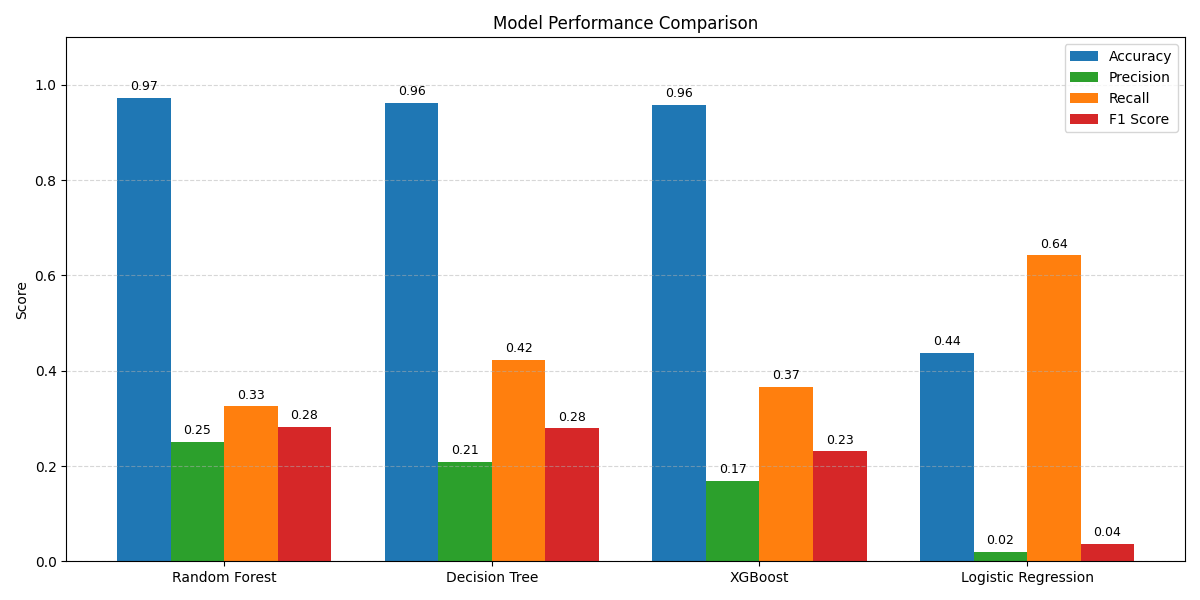 Model Performance Comparison
Accuracy
Precision
Recall
F1 Score
Score
1.0
0.8
0.6
0.4
0.2
0.0
0.97
0.25
0.33
0.28
0.96
0.21
0.42
0.28
0.96
0.17
0.37
0.23
0.44
0.02
0.64
0.04
Random Forest
Decision Tree
XGBoost
Logistic Regression